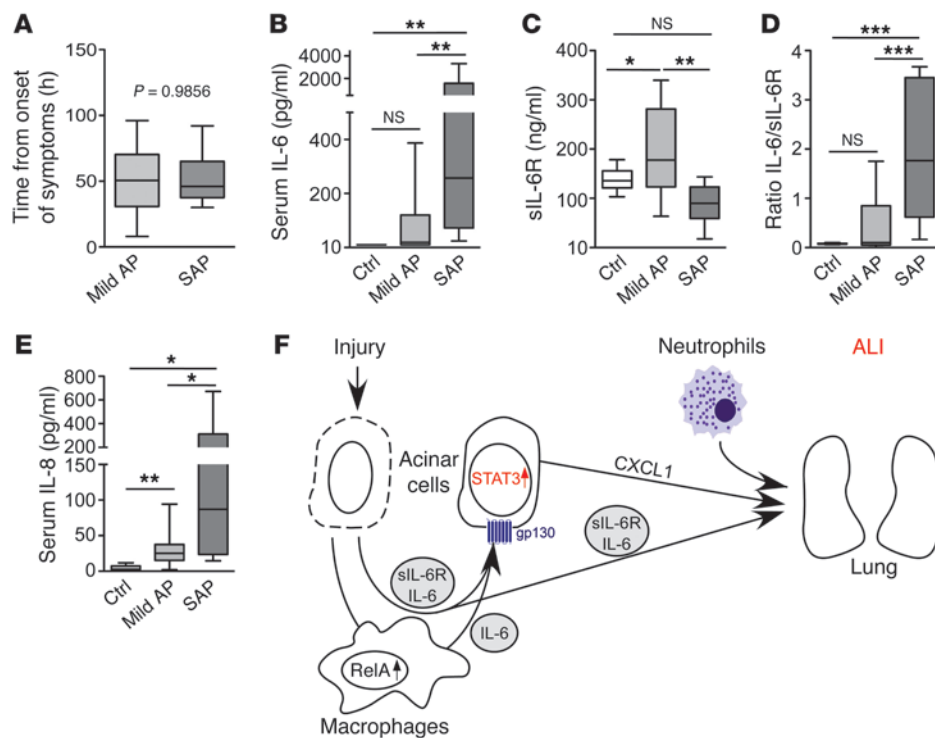 A
Time from onset
of symptoms (h)
150
100
50
0
P = 0.9856
Mild AP
SAP
B
Serum IL-6 (pg/ml)
10000
2000
400
200
10
**
**
NS
Ctrl
Mild AP
SAP
C
sIL-6R (ng/ml)
400
300
200
100
10
NS
*
**
Ctrl
Mild AP
SAP
D
Ratio IL-6/sIL-6R
4
3
2
1
0
***
***
NS
Ctrl
Mild AP
SAP
E
Serum IL-8 (pg/ml)
800
600
400
200
150
100
50
0
*
*
**
Ctrl
Mild AP
SAP
F
Injury
Neutrophils
ALI
Acinar
cells
STAT3
CXCL1
gp130
sIL-6R
IL-6
sIL-6R
IL-6
IL-6
Lung
RelA
Macrophages